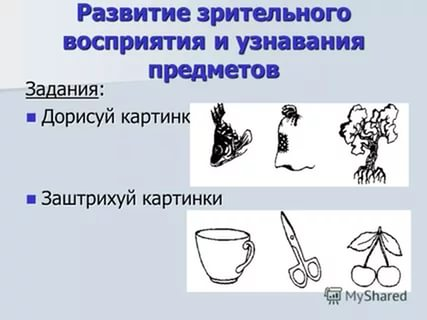 Развитие зрительного
восприятия и узнавания
предметов
Задания:
Дорисуй картинк
Заштрихуй картинки
MyShared